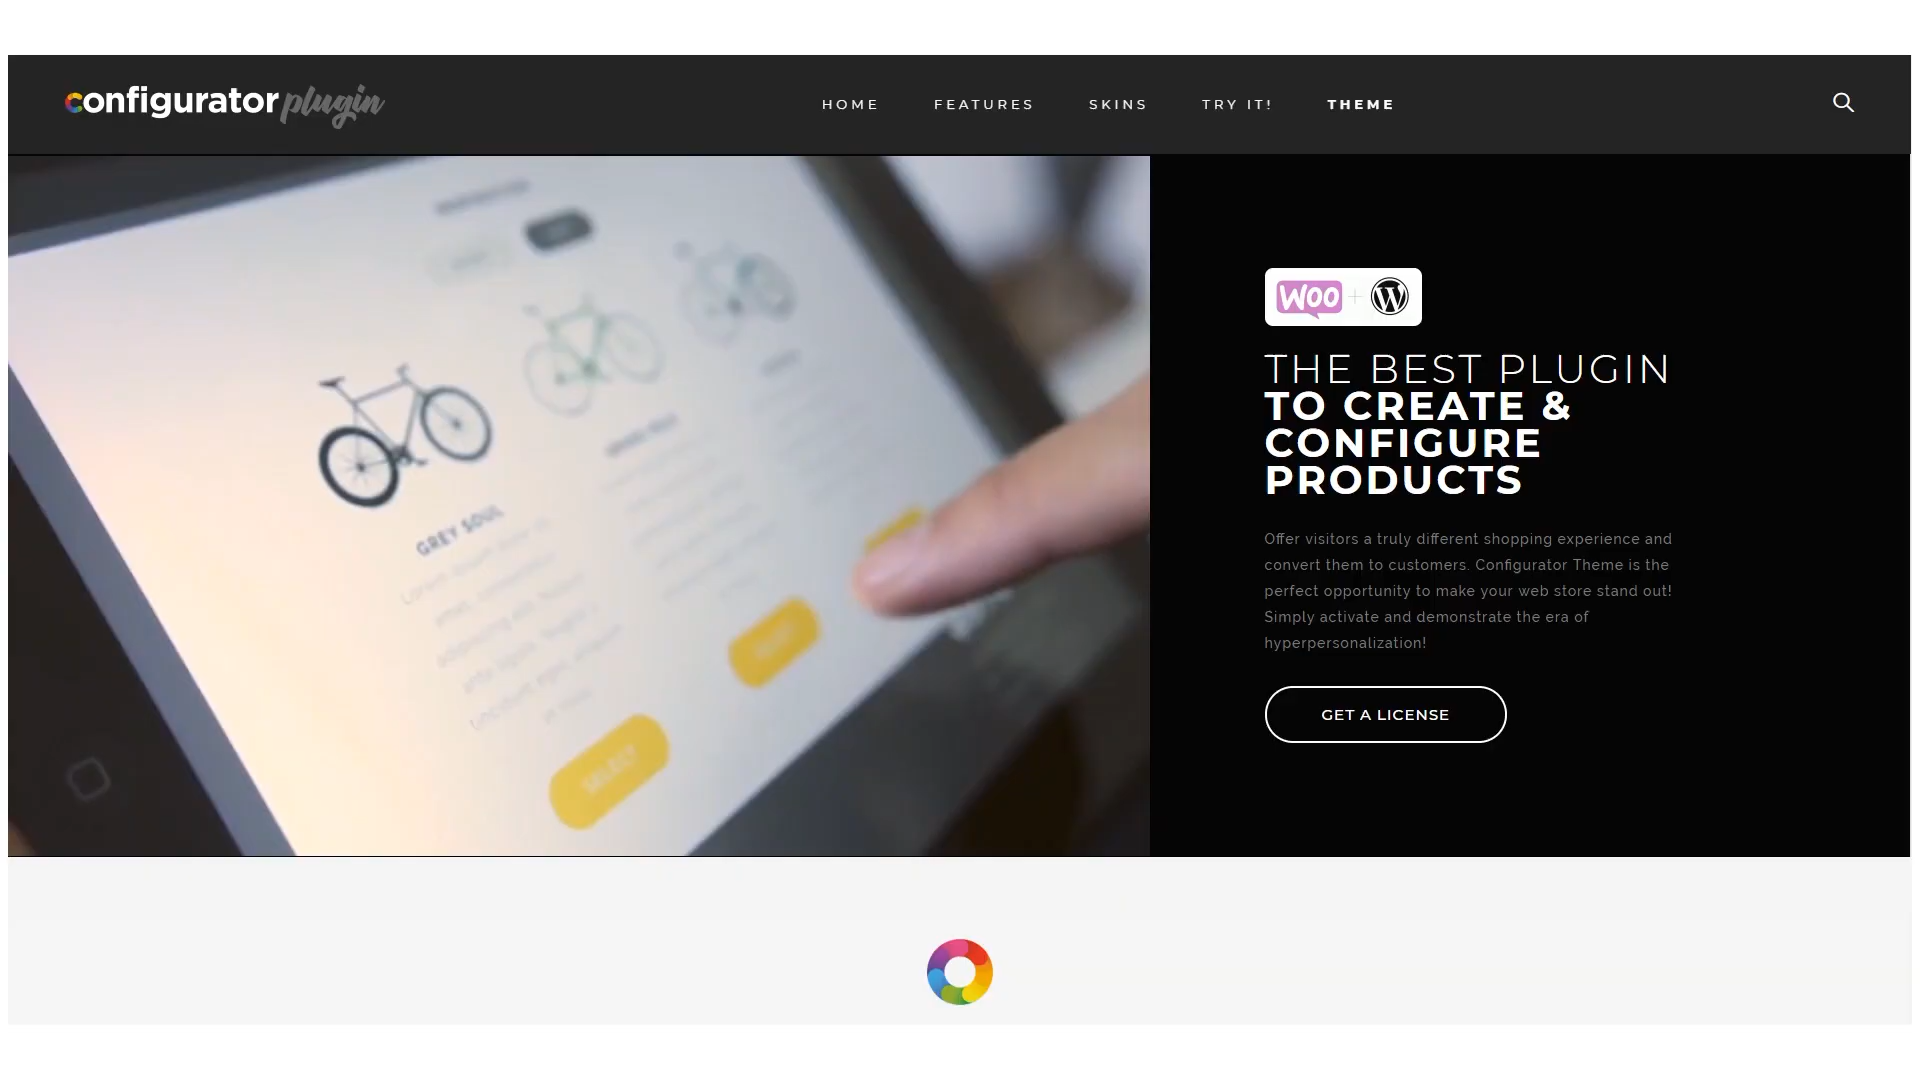 configurator plugin
HOME FEATURES SKINS TRY IT! THEME
GREY SOUL
SELECT
WOO + W
THE BEST PLUGIN
TO CREATE &
CONFIGURE
PRODUCTS
Offer visitors a truly different shopping experience and
convert them to customers. Configurator Theme is the
perfect opportunity to make your web store stand out!
Simply activate and demonstrate the era of
hyperpersonalization!
GET A LICENSE